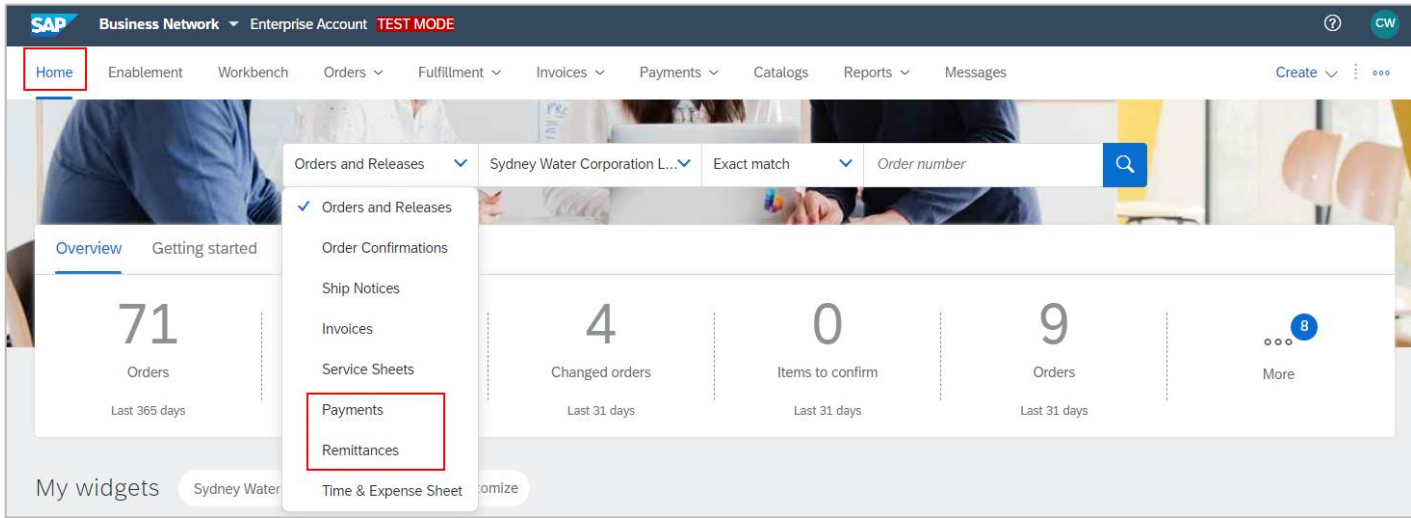 SAP Business Network Enterprise Account TEST MODE CW
Home Enablement Workbench Orders Fulfillment Invoices Payments Catalogs Reports Messages Create
Orders and Releases Sydney Water Corporation L... Exact match Order number
Orders and Releases
Order Confirmations
Ship Notices
Invoices
Service Sheets
Payments
Remittances
Time & Expense Sheet
Overview Getting started
71 4 0 9 8
Orders Changed orders Items to confirm Orders More
Last 365 days Last 31 days Last 31 days Last 31 days
My widgets Sydney Water tomize